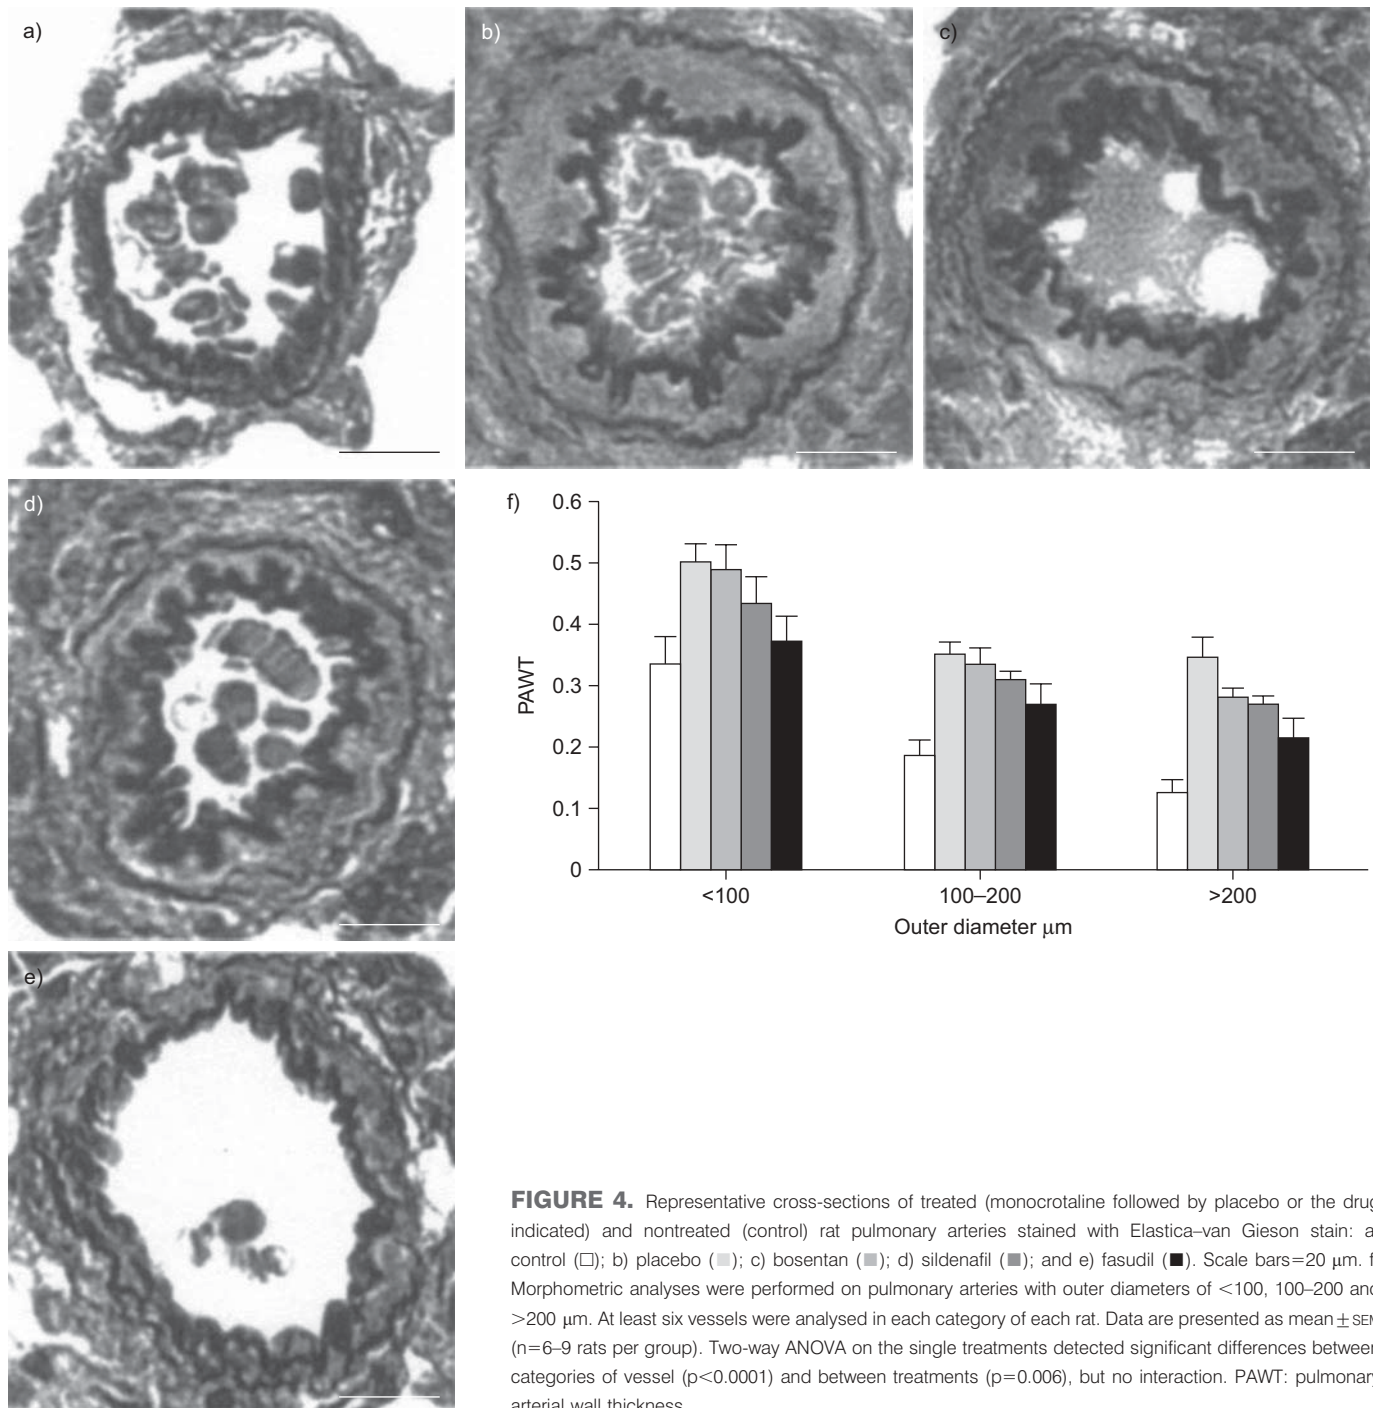 a)
b)
c)
d)
f)
0.6
0.5
0.4
0.3
0.2
0.1
0
PAWT
<100
100–200
>200
Outer diameter μm
e)
FIGURE 4. Representative cross-sections of treated (monocrotaline followed by placebo or the drug
indicated) and nontreated (control) rat pulmonary arteries stained with Elastica–van Gieson stain: a
control (□); b) placebo (■); c) bosentan (■); d) sildenafil (■); and e) fasudil (■). Scale bars=20 μm. f
Morphometric analyses were performed on pulmonary arteries with outer diameters of <100, 100–200 and
>200 μm. At least six vessels were analysed in each category of each rat. Data are presented as mean±SEM
(n=6–9 rats per group). Two-way ANOVA on the single treatments detected significant differences between
categories of vessel (p<0.0001) and between treatments (p=0.006), but no interaction. PAWT: pulmonary
arterial wall thickness